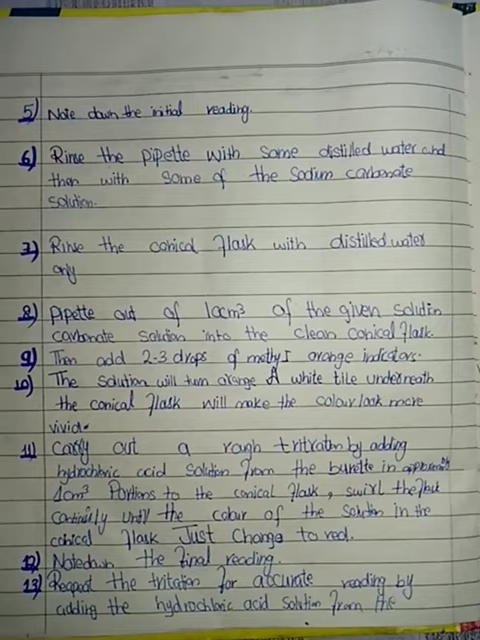 5) Note down the initial reading.
6) Rinse the pipette with some distilled water and
then with some of the sodium carbonate
solution.
7) Rinse the conical flask with distilled water
only
8) Pipette out of 10cm³ of the given solution
carbonate solution into the clean conical flask.
9) Then add 2-3 drops of methyl orange indicators.
10) The solution will turn orange A white tile underneath
the conical flask will make the colour look more
vivid.
11) Carry out a rough tritration by adding
hydrochloric acid solution from the burette in
1cm³ Portions to the conical flask, swirl the
until the colour of the solution in the
conical flask Just Change to red.
12) Note down the final reading.
13) Repeat the tritation for accurate reading by
adding the hydrochloric acid solution from the